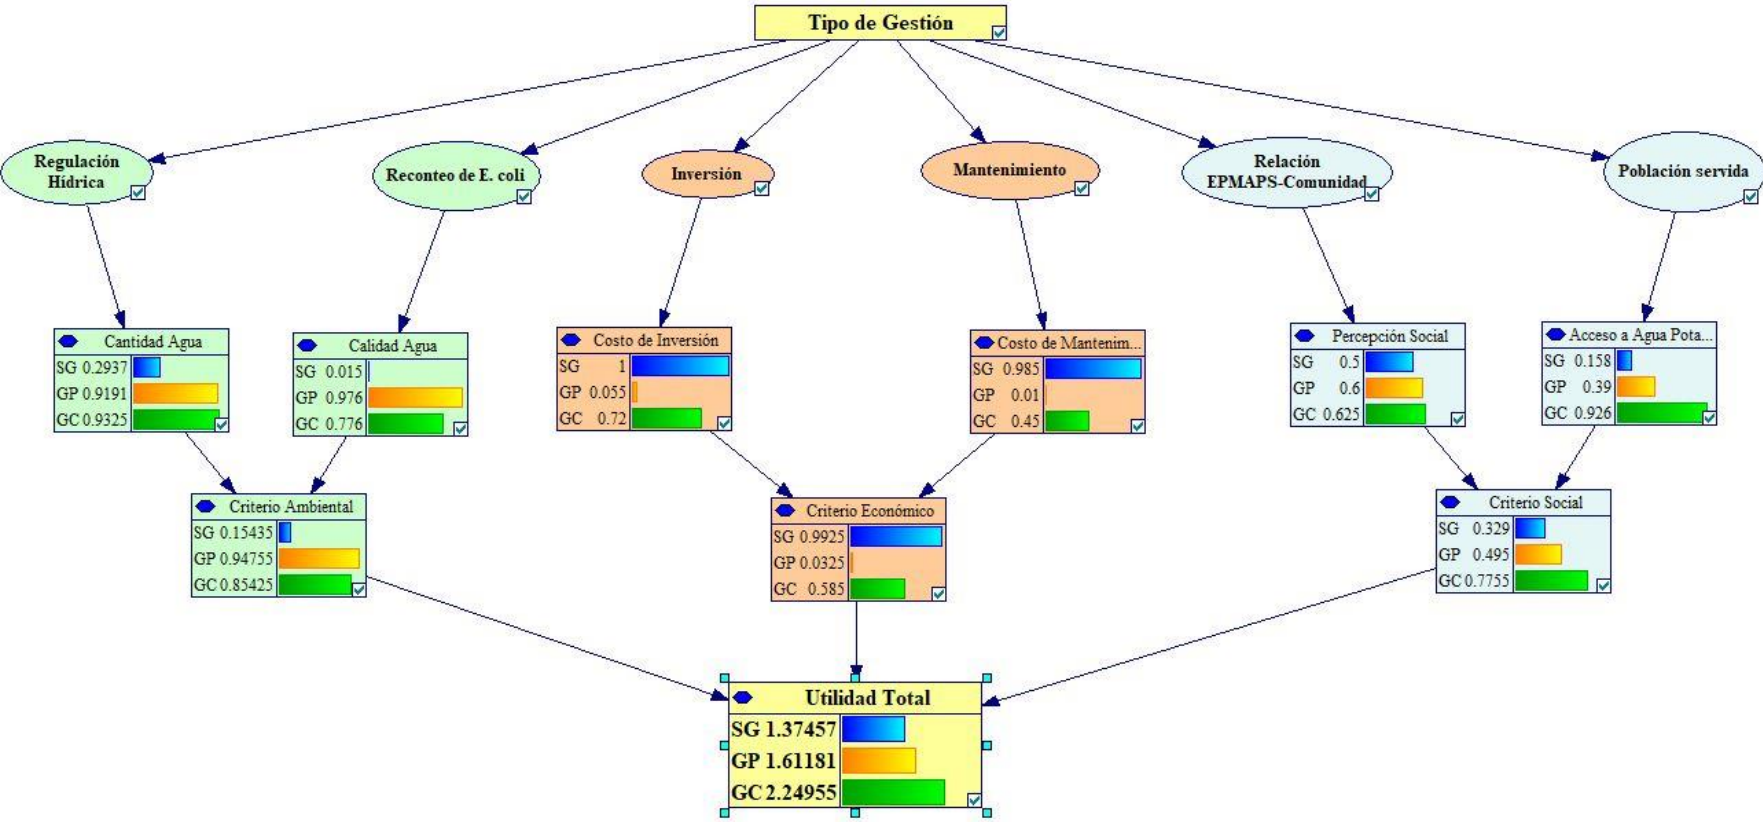 Tipo de Gestión
Regulación
Hídrica
Reconteo de E. coli
Inversión
Mantenimiento
Relación
EPMAPS-Comunidad
Población servida
Cantidad Agua
SG 0.2937
GP 0.9191
GC 0.9325
Calidad Agua
SG 0.015
GP 0.976
GC 0.776
Costo de Inversión
SG 1
GP 0.055
GC 0.72
Costo de Mantenim...
SG 0.985
GP 0.01
GC 0.45
Percepción Social
SG 0.5
GP 0.6
GC 0.625
Acceso a Agua Pota...
SG 0.158
GP 0.39
GC 0.926
Criterio Ambiental
SG 0.15435
GP 0.94755
GC 0.85425
Criterio Económico
SG 0.9925
GP 0.0325
GC 0.585
Criterio Social
SG 0.329
GP 0.495
GC 0.7755
Utilidad Total
SG 1.37457
GP 1.61181
GC 2.24955